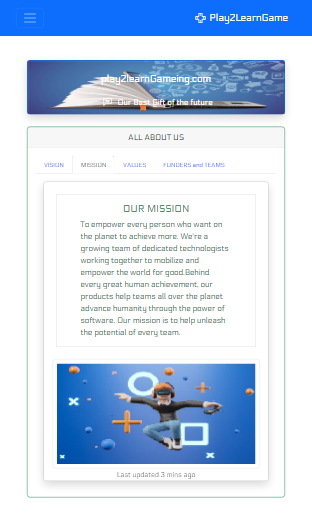 Play2LearnGame
play2learnGameing.com
Our Best Gift of the future
ALL ABOUT US
VISION MISSION VALUES FUNDERS and TEAMS
OUR MISSION
To empower every person who want on
the planet to achieve more. We're a
growing team of dedicated technologists
working together to mobilize and
empower the world for good.Behind
every great human achievement, our
products help teams all over the planet
advance humanity through the power of
software. Our mission is to help unleash
the potential of every team.
Last updated 3 mins ago